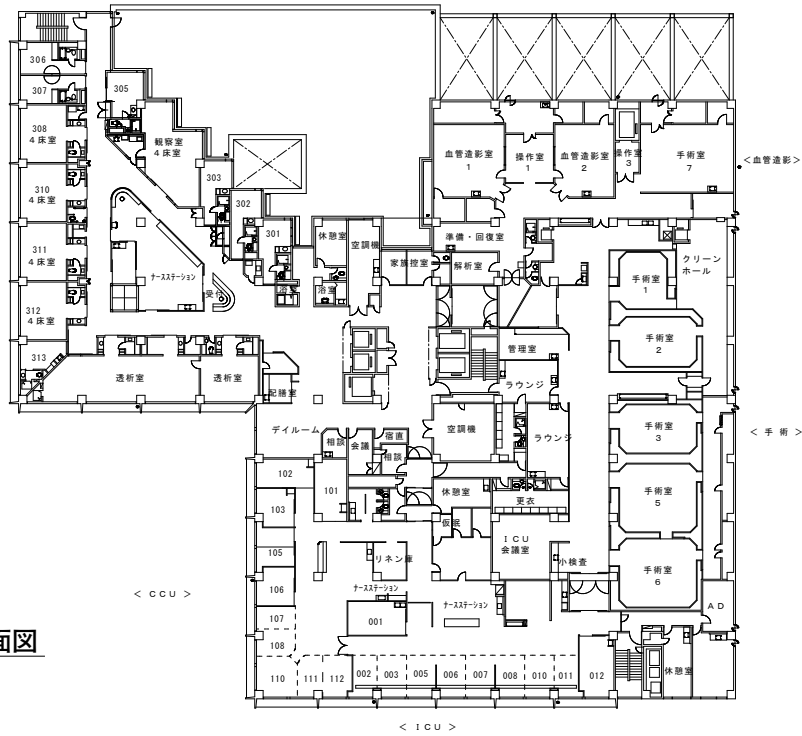 306
307
305
308
4床室
観察室
4床室
310
4床室
303
302
311
4床室
301
312
4床室
313
ナースステーション
受付
浴室
休憩室
浴室
空調機
透析室
透析室
配膳室
血管造影室
1
操作室
1
血管造影室
2
操作室
3
手術室
7
<血管造影>
準備・回復室
家族控室
解析室
クリーン
ホール
手術室
1
手術室
2
管理室
ラウンジ
空調機
ラウンジ
手術室
3
<手 術>
デイルーム
相談
会議
宿直
相談
102
101
103
105
106
107
108
110
111
112
リネン庫
ナースステーション
001
休憩室
仮眠
更衣
ICU
会議室
小検査
手術室
5
手術室
6
AD
< CCU >
ナースステーション
002
003
005
006
007
008
010
011
012
休憩室
面図
< ICU >